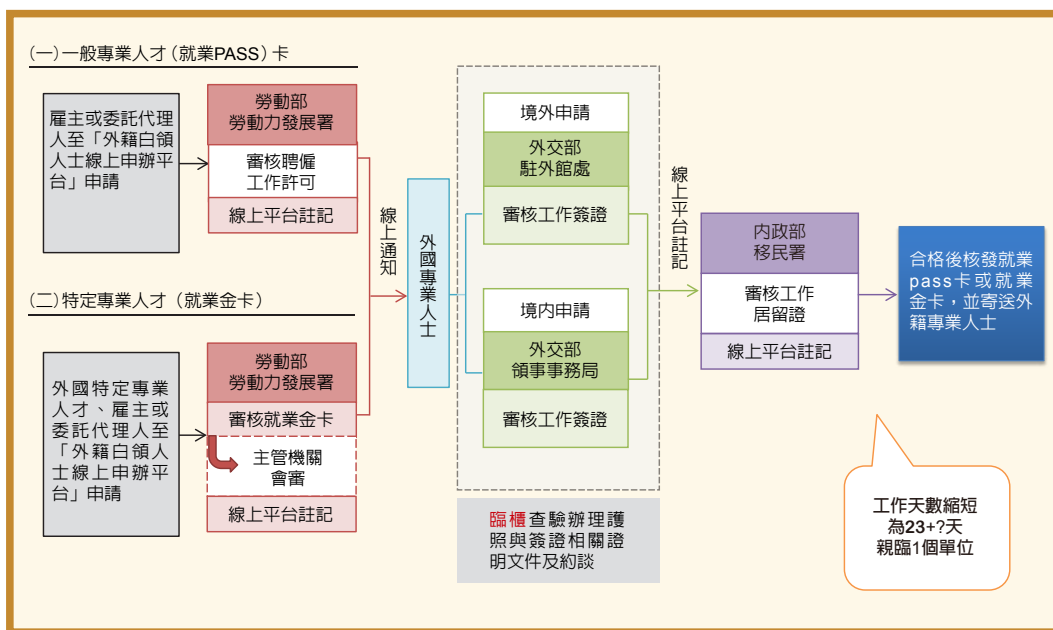 (一)一般專業人才(就業PASS)卡
雇主或委託代理
人至「外籍白領
人士線上申辦平
台」申請
勞動部
勞動力發展署
審核聘僱
工作許可
線上平台註記
(二)特定專業人才(就業金卡)
外國特定專業
人才、雇主或
委託代理人至
「外籍白領人
士線上申辦平
台」申請
勞動部
勞動力發展署
審核就業金卡
主管機關
會審
線上平台註記
線上通知
外國專業人士
境外申請
外交部
駐外館處
審核工作簽證
境內申請
外交部
領事事務局
審核工作簽證
臨櫃查驗辦理護
照與簽證相關證
明文件及約談
線上平台註記
內政部
移民署
審核工作
居留證
線上平台註記
合格後核發就業
pass卡或就業
金卡，並寄送外
籍專業人士
工作天數縮短
為23+?天
親臨1個單位